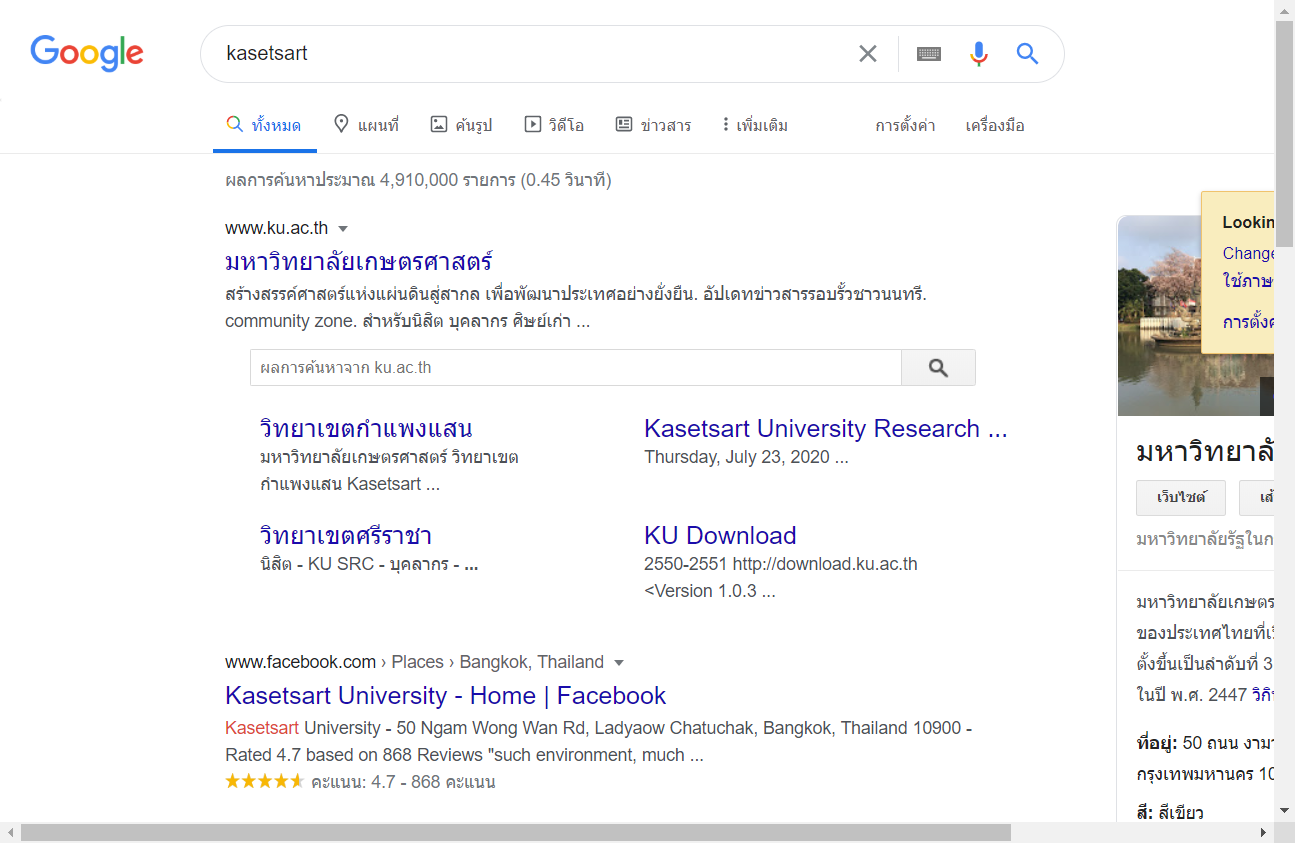 Google
kasetsart
ทั้งหมด
แผนที่
ค้นรูป
วิดีโอ
ข่าวสาร
เพิ่มเติม
การตั้งค่า
เครื่องมือ
ผลการค้นหาประมาณ 4,910,000 รายการ (0.45 วินาที)
www.ku.ac.th
มหาวิทยาลัยเกษตรศาสตร์
สร้างสรรค์ศาสตร์แห่งแผ่นดินสู่สากล เพื่อพัฒนาประเทศอย่างยั่งยืน. อัปเดทข่าวสารรอบรั้วชาวนนทรี.
community zone. สำหรับนิสิต บุคลากร ศิษย์เก่า ...
ผลการค้นหาจาก ku.ac.th
วิทยาเขตกำแพงแสน
มหาวิทยาลัยเกษตรศาสตร์ วิทยาเขต
กำแพงแสน Kasetsart ...
Kasetsart University Research ...
Thursday, July 23, 2020 ...
วิทยาเขตศรีราชา
นิสิต - KU SRC - บุคลากร - ...
KU Download
2550-2551 http://download.ku.ac.th
<Version 1.0.3 ...
www.facebook.com › Places › Bangkok, Thailand
Kasetsart University - Home | Facebook
Kasetsart University - 50 Ngam Wong Wan Rd, Ladyaow Chatuchak, Bangkok, Thailand 10900 -
Rated 4.7 based on 868 Reviews "such environment, much ...
คะแนน: 4.7 - 868 คะแนน
Lookin
Change
ใช้ภาษ
การตั้งค
มหาวิทยาลั
เว็บไซต์
เส้
มหาวิทยาลัยรัฐในก
มหาวิทยาลัยเกษตร
ของประเทศไทยที่
ตั้งขึ้นเป็นลำดับที่ 3
ในปี พ.ศ. 2447 วิกิ
ที่อยู่: 50 ถนน งาม
กรุงเทพมหานคร 10
สี: สีเขียว